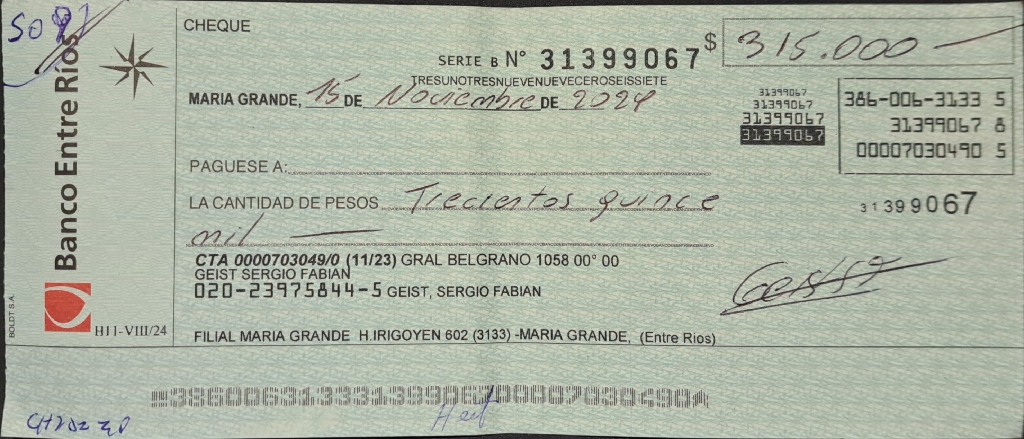 CHEQUE
SERIE B N° 31399067 $ 315.000
TRESUNOTRESNUEVENUEVECEROSEISSIETE
MARIA GRANDE, 15 DE Noviembre DE 2024
31399067
31399067
31399067
31399067
386-006-3133 5
31399067 8
00007030490 5
PAGUESE A:
LA CANTIDAD DE PESOS Trecientos quince
mil
31399067
CTA 0000703049/0 (11/23) GRAL BELGRANO 1058 00° 00
GEIST SERGIO FABIAN
020-23975844-5 GEIST, SERGIO FABIAN
FILIAL MARIA GRANDE H.IRIGOYEN 602 (3133) -MARIA GRANDE, (Entre Rios)
Banco Entre Ríos
BOLDT S.A.
H11-VIII/24